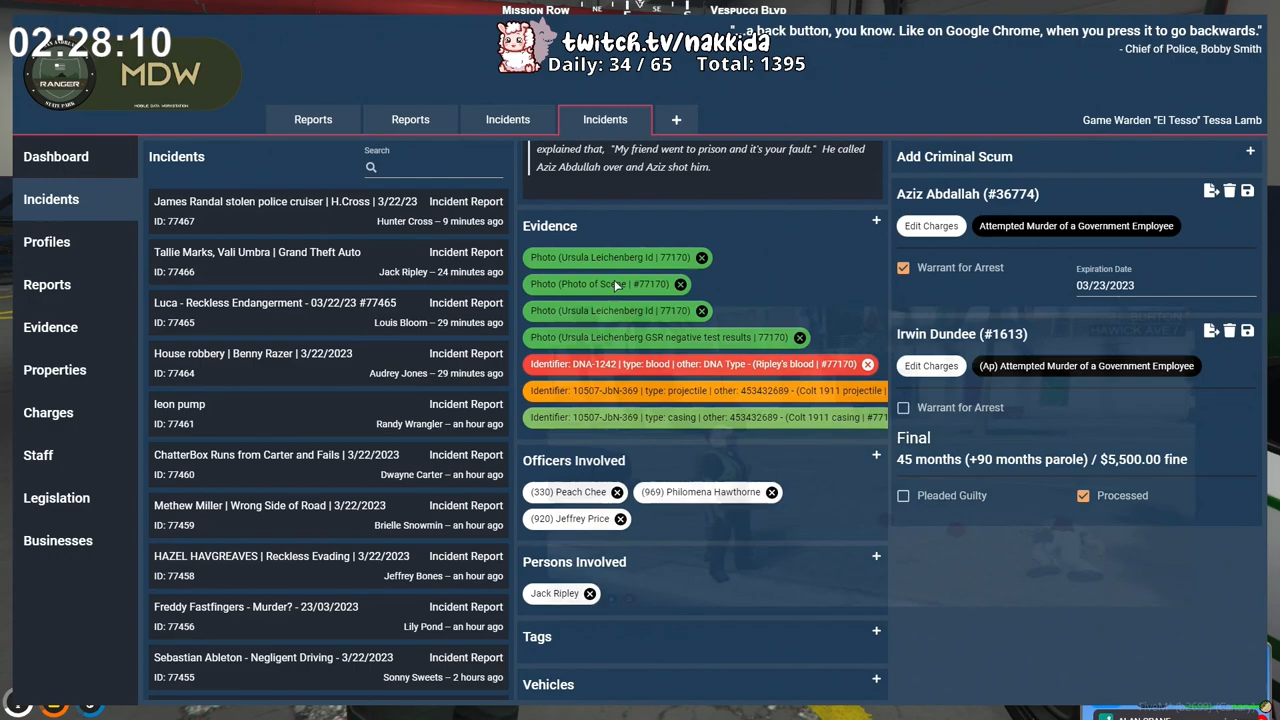 MISSION ROW
NE
SE
VESPUCCI BLVD
02:28:10
RANGER
STATE PARK
MDW
MOBILE DATA WORKSTATION
twitch.tv/nakkida
Daily: 34 / 65 Total: 1395
"...a back button, you know. Like on Google Chrome, when you press it to go backwards."
- Chief of Police, Bobby Smith
Reports
Reports
Incidents
Incidents
+
Game Warden "El Tesso" Tessa Lamb
Dashboard
Incidents
Profiles
Reports
Evidence
Properties
Charges
Staff
Legislation
Businesses
Incidents
Search
James Randal stolen police cruiser | H.Cross | 3/22/23 Incident Report
ID: 77467 Hunter Cross – 9 minutes ago
Tallie Marks, Vali Umbra | Grand Theft Auto Incident Report
ID: 77466 Jack Ripley – 24 minutes ago
Luca - Reckless Endangerment - 03/22/23 #77465 Incident Report
ID: 77465 Louis Bloom – 29 minutes ago
House robbery | Benny Razer | 3/22/2023 Incident Report
ID: 77464 Audrey Jones – 29 minutes ago
leon pump Incident Report
ID: 77461 Randy Wrangler – an hour ago
ChatterBox Runs from Carter and Fails | 3/22/2023 Incident Report
ID: 77460 Dwayne Carter – an hour ago
Methew Miller | Wrong Side of Road | 3/22/2023 Incident Report
ID: 77459 Brielle Snowmin – an hour ago
HAZEL HAVGREAVES | Reckless Evading | 3/22/2023 Incident Report
ID: 77458 Jeffrey Bones – an hour ago
Freddy Fastfingers - Murder? - 23/03/2023 Incident Report
ID: 77456 Lily Pond – an hour ago
Sebastian Ableton - Negligent Driving - 3/22/2023 Incident Report
ID: 77455 Sonny Sweets – 2 hours ago
explained that, "My friend went to prison and it's your fault." He called
Aziz Abdullah over and Aziz shot him.
Evidence
Photo (Ursula Leichenberg Id | 77170)
Photo (Photo of Scene | #77170)
Photo (Ursula Leichenberg Id | 77170)
Photo (Ursula Leichenberg GSR negative test results | 77170)
Identifier: DNA-1242 | type: blood | other: DNA Type - (Ripley's blood | #77170)
Identifier: 10507-JbN-369 | type: projectile | other: 453432689 - (Colt 1911 projectile |
Identifier: 10507-JbN-369 | type: casing | other: 453432689 - (Colt 1911 casing | #771
Officers Involved
(330) Peach Chee (969) Philomena Hawthorne
(920) Jeffrey Price
Persons Involved
Jack Ripley
Tags
Vehicles
Add Criminal Scum
Aziz Abdallah (#36774)
Edit Charges Attempted Murder of a Government Employee
Warrant for Arrest
Expiration Date
03/23/2023
Irwin Dundee (#1613)
Edit Charges (Ap) Attempted Murder of a Government Employee
Warrant for Arrest
Final
45 months (+90 months parole) / $5,500.00 fine
Pleaded Guilty Processed